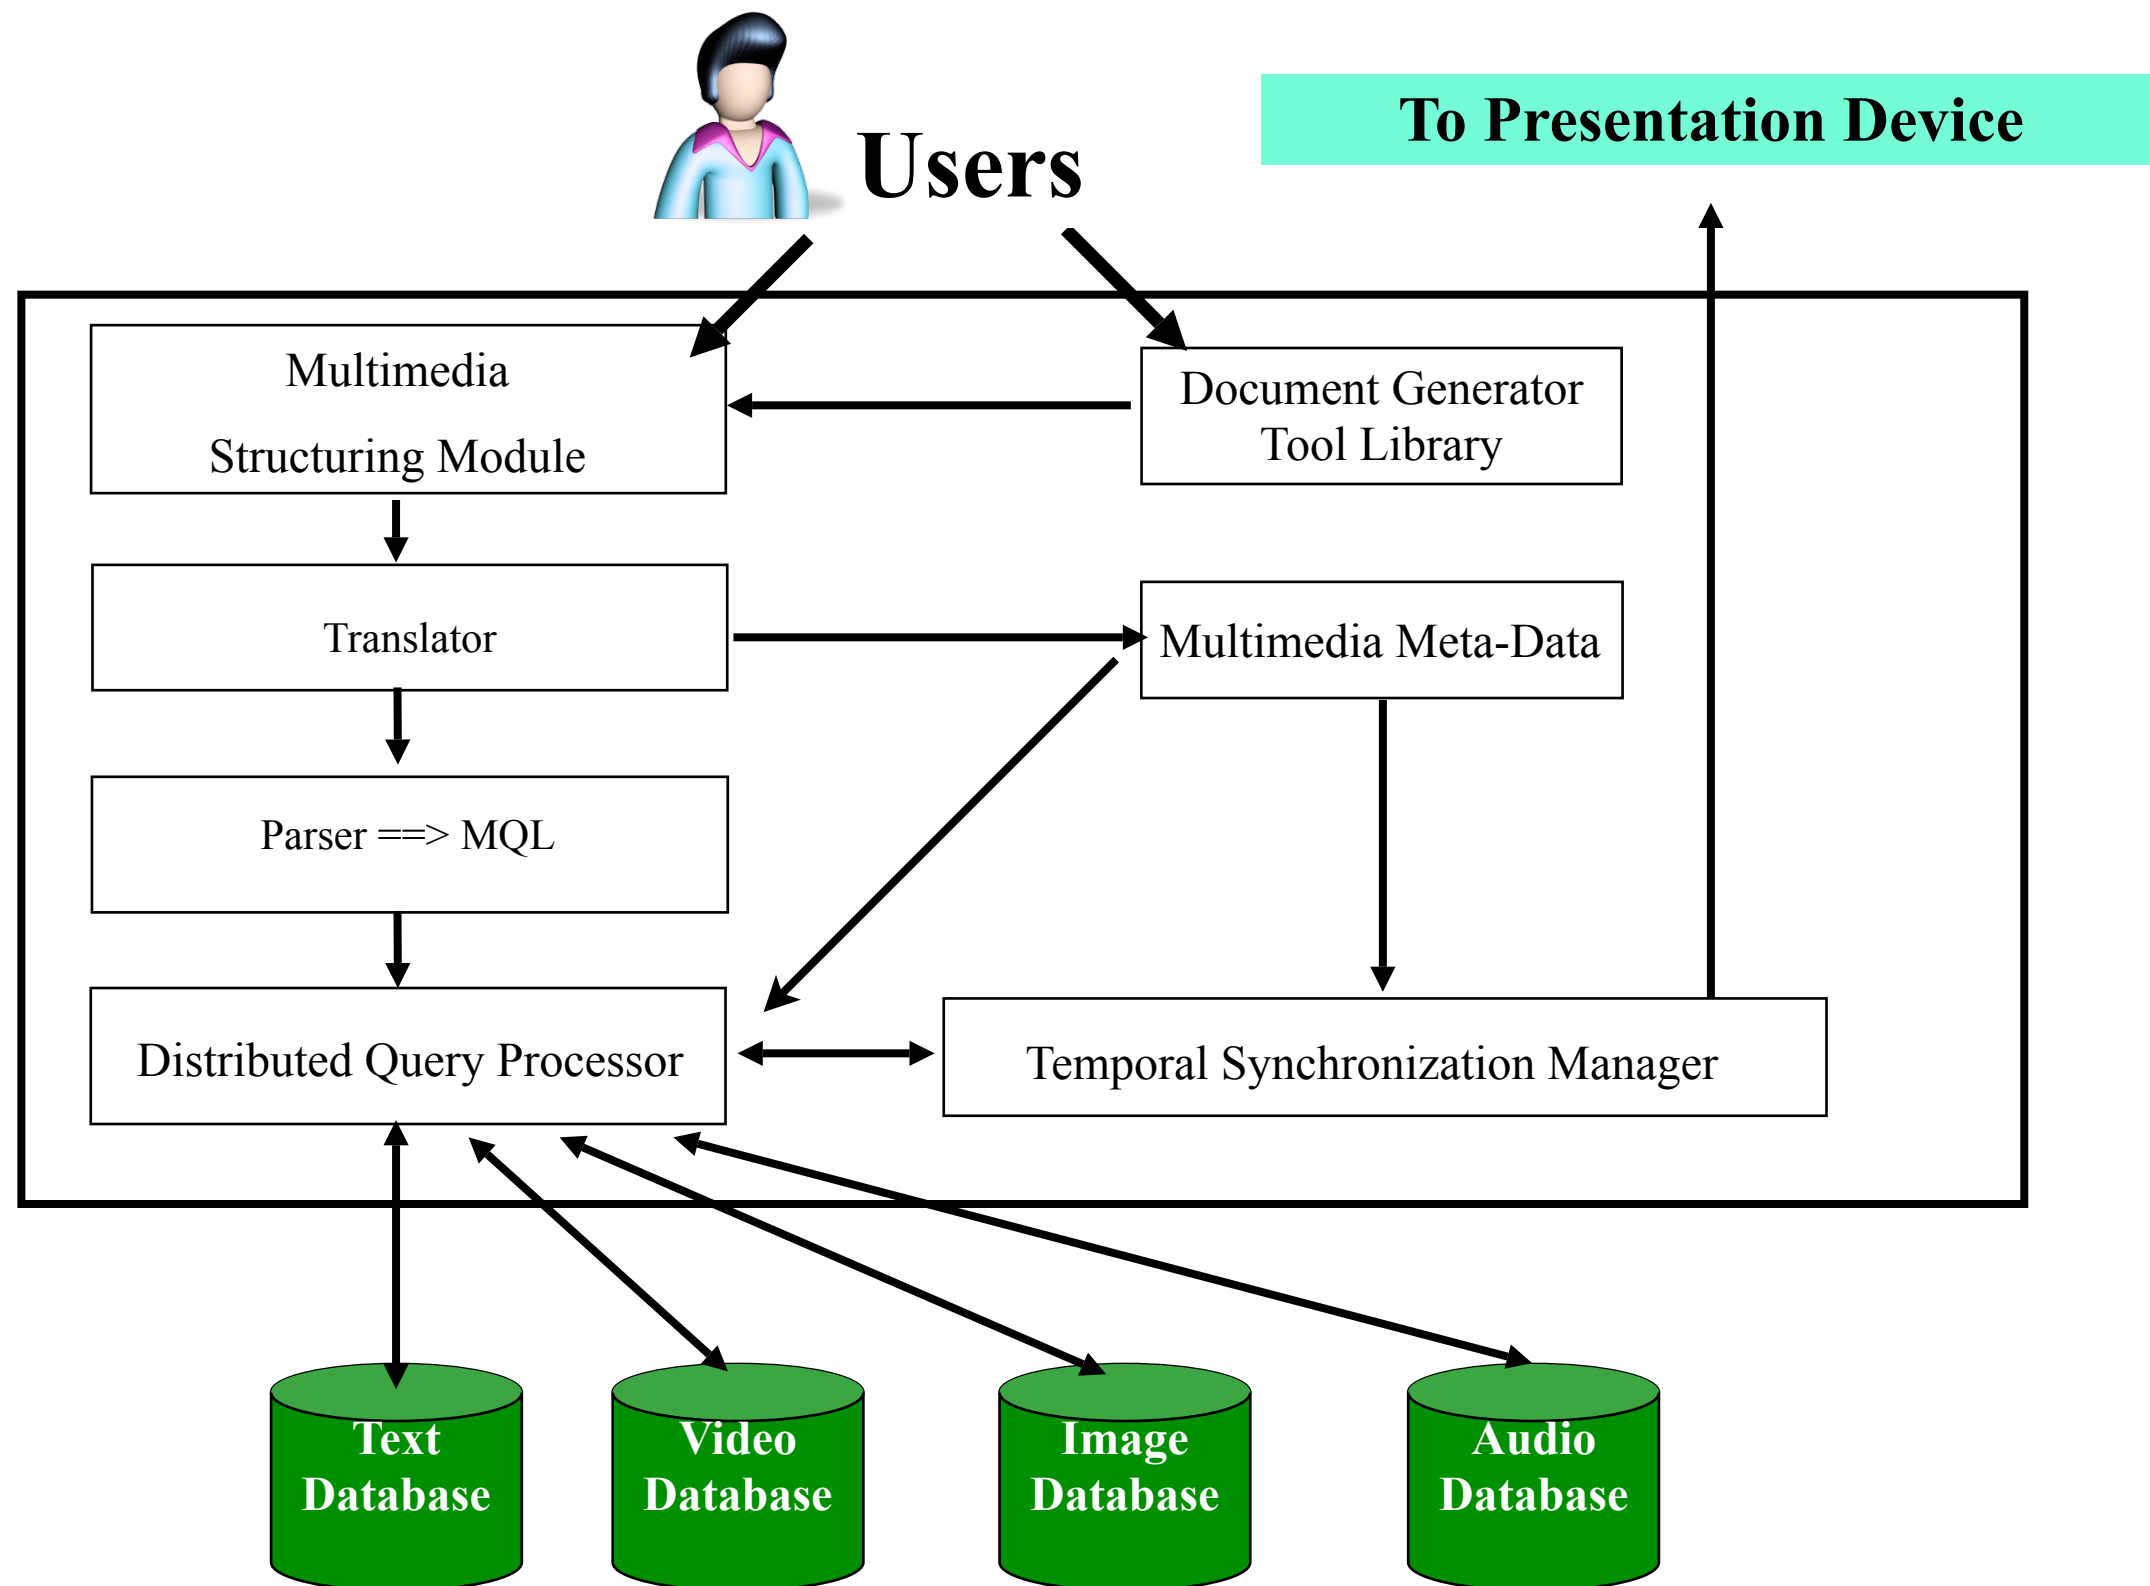 Users
To Presentation Device
Multimedia
Structuring Module
Document Generator
Tool Library
Translator
Multimedia Meta-Data
Parser ==> MQL
Distributed Query Processor
Temporal Synchronization Manager
Text
Database
Video
Database
Image
Database
Audio
Database